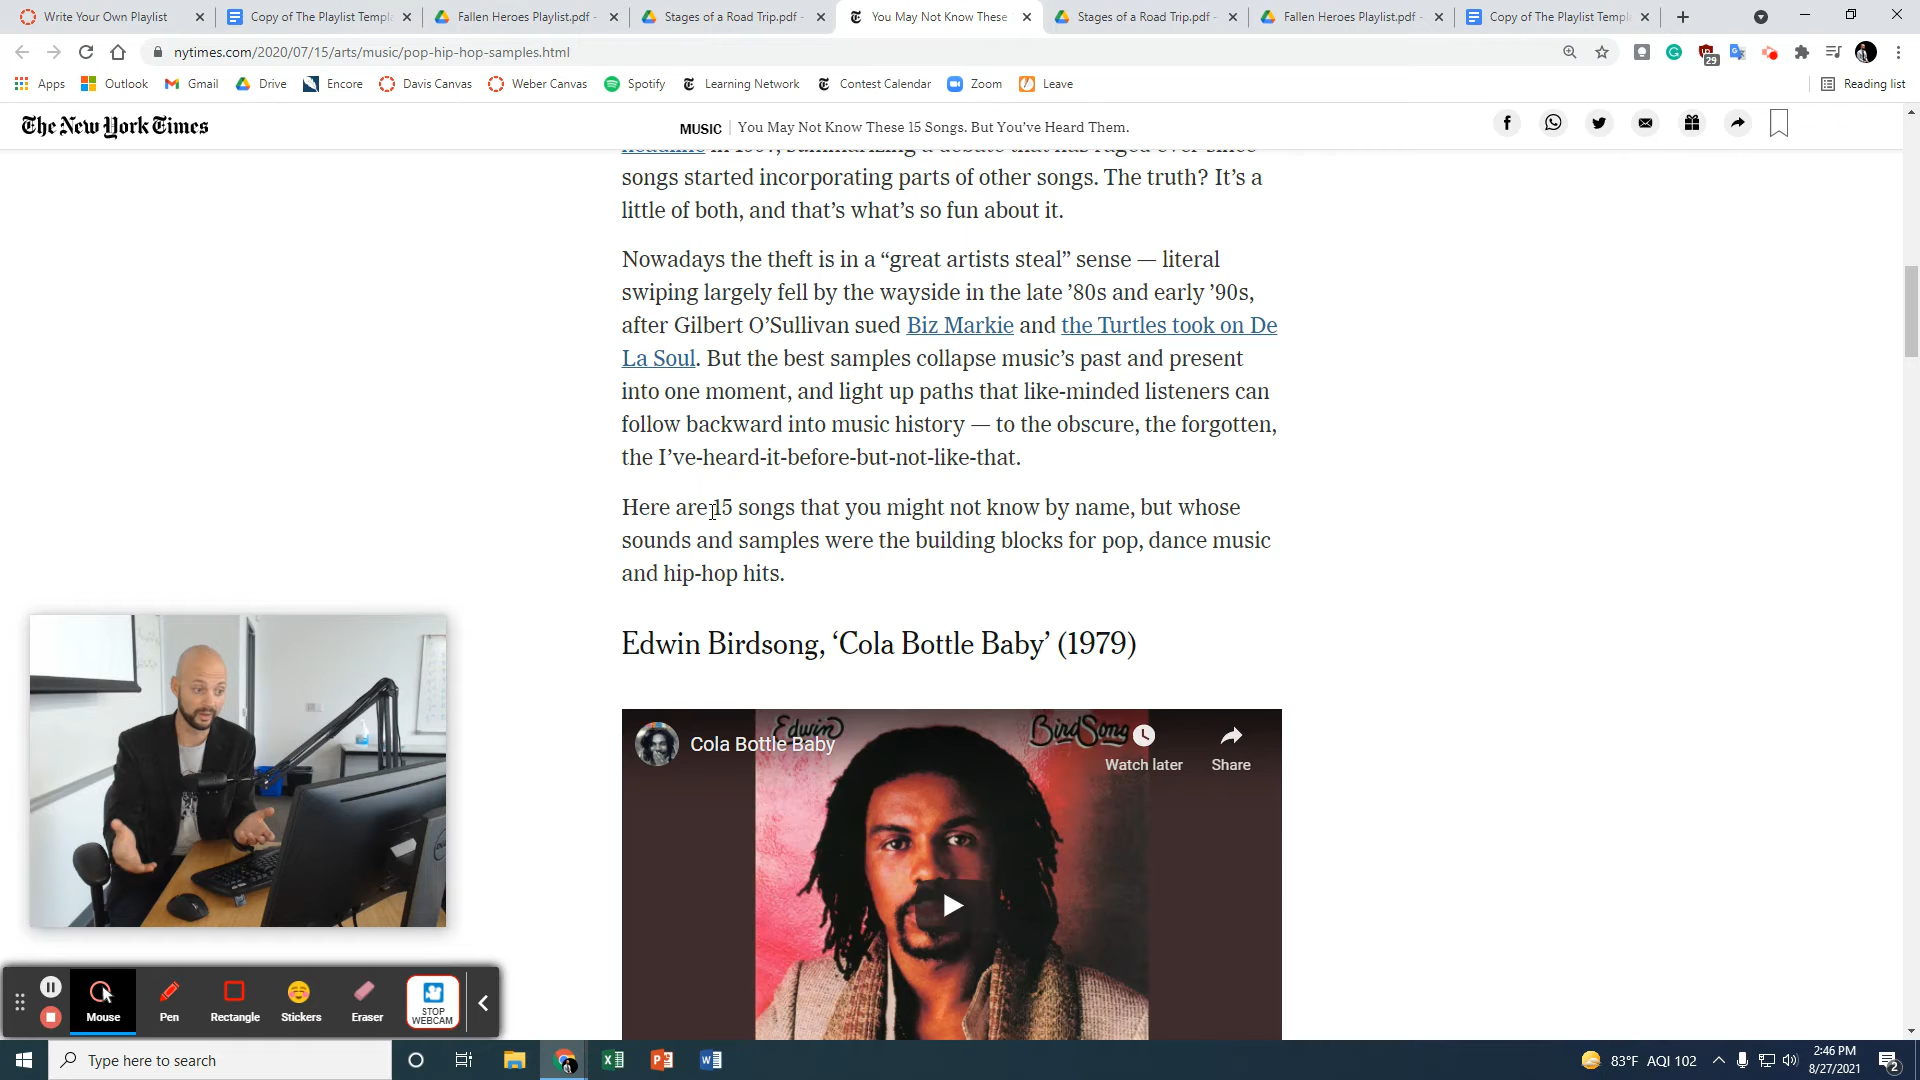 Write Your Own Playlist
Copy of The Playlist Templ
Fallen Heroes Playlist.pdf -
Stages of a Road Trip.pdf -
You May Not Know These
Stages of a Road Trip.pdf -
Fallen Heroes Playlist.pdf -
Copy of The Playlist Templ
nytimes.com/2020/07/15/arts/music/pop-hip-hop-samples.html
29
Apps
Outlook
Gmail
Drive
Encore
Davis Canvas
Weber Canvas
Spotify
Learning Network
Contest Calendar
Zoom
Leave
Reading list
The New York Times
MUSIC
You May Not Know These 15 Songs. But You’ve Heard Them.
songs started incorporating parts of other songs. The truth? It’s a
little of both, and that’s what’s so fun about it.
Nowadays the theft is in a “great artists steal” sense — literal
swiping largely fell by the wayside in the late ’80s and early ’90s,
after Gilbert O’Sullivan sued Biz Markie and the Turtles took on De
La Soul. But the best samples collapse music’s past and present
into one moment, and light up paths that like-minded listeners can
follow backward into music history — to the obscure, the forgotten,
the I’ve-heard-it-before-but-not-like-that.
Here are 15 songs that you might not know by name, but whose
sounds and samples were the building blocks for pop, dance music
and hip-hop hits.
Edwin Birdsong, ‘Cola Bottle Baby’ (1979)
Edwin
BirdSong
Cola Bottle Baby
Watch later
Share
Mouse
Pen
Rectangle
Stickers
Eraser
STOP
WEBCAM
Type here to search
83°F AQI 102
2:46 PM
8/27/2021
2